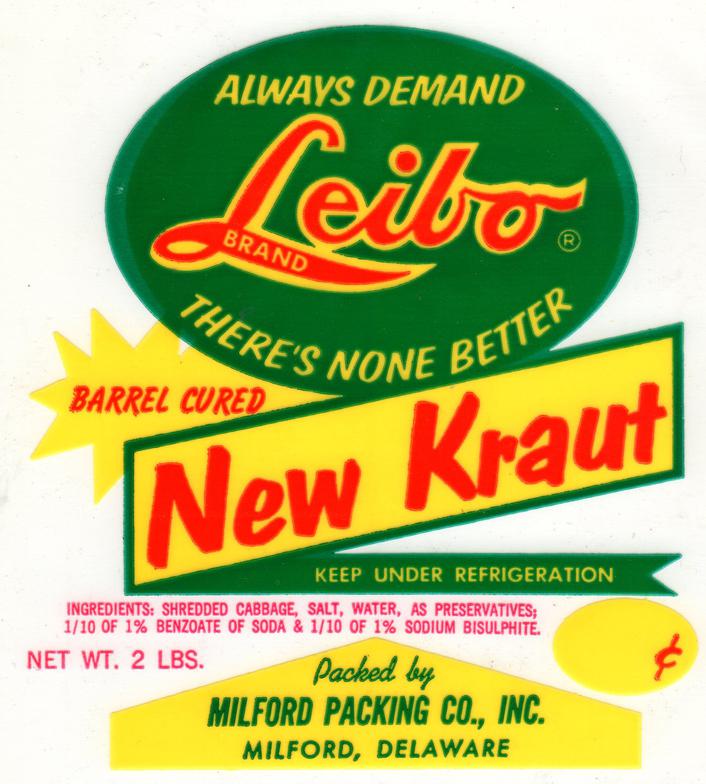 ALWAYS DEMAND
Leibo
BRAND
®
THERE'S NONE BETTER
BARREL CURED
New Kraut
KEEP UNDER REFRIGERATION
INGREDIENTS: SHREDDED CABBAGE, SALT, WATER, AS PRESERVATIVES;
1/10 OF 1% BENZOATE OF SODA & 1/10 OF 1% SODIUM BISULPHITE.
NET WT. 2 LBS.
¢
Packed by
MILFORD PACKING CO., INC.
MILFORD, DELAWARE